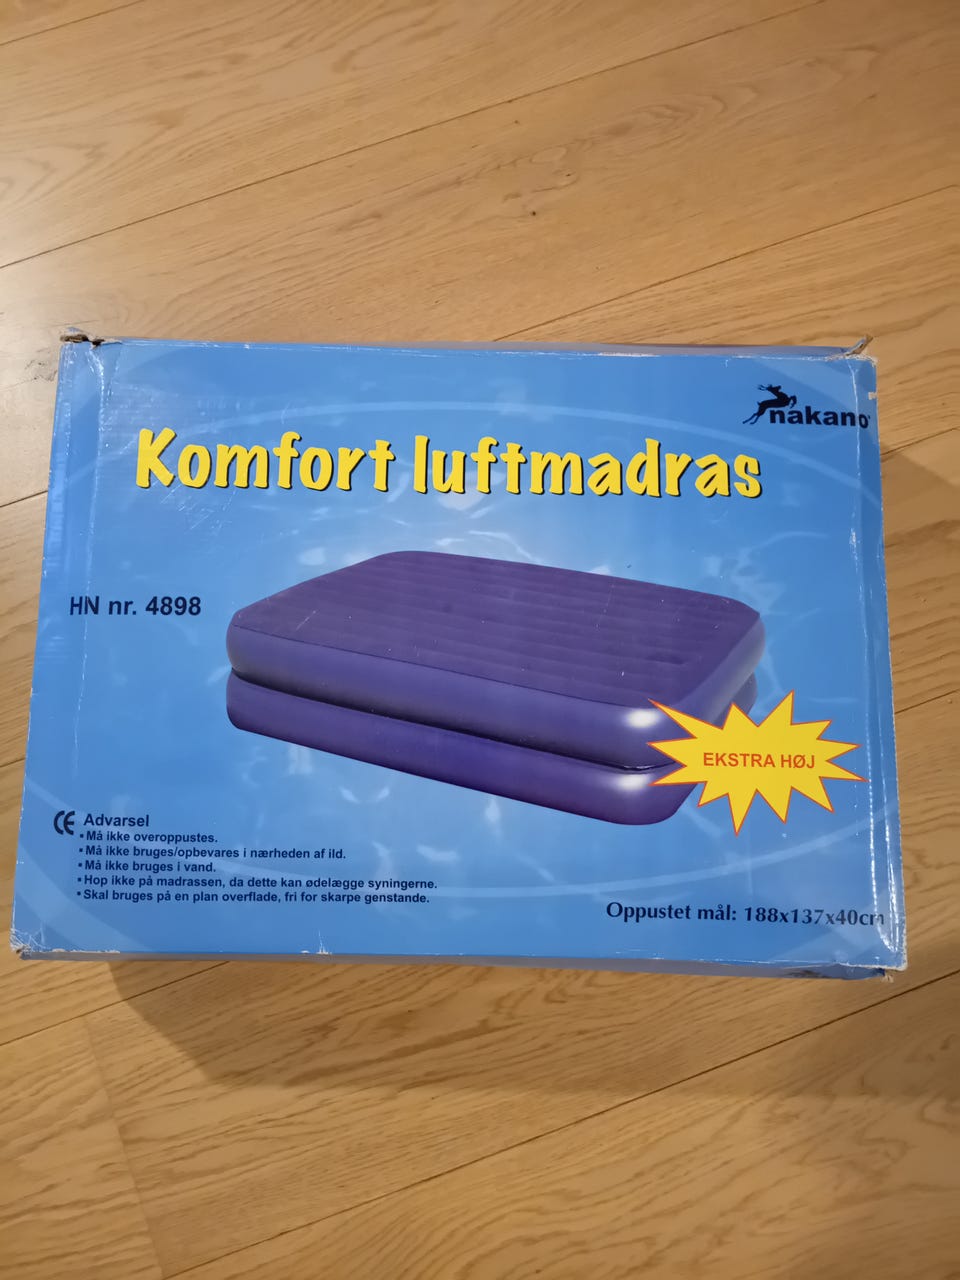 nakano
Komfort luftmadras
HN nr. 4898
EKSTRA HØJ
CE Advarsel
▪ Må ikke overoppustes.
▪ Må ikke bruges/opbevares i nærheden af ild.
▪ Må ikke bruges i vand.
▪ Hop ikke på madrassen, da dette kan ødelægge syningerne.
▪ Skal bruges på en plan overflade, fri for skarpe genstande.
Oppustet mål: 188x137x40cm